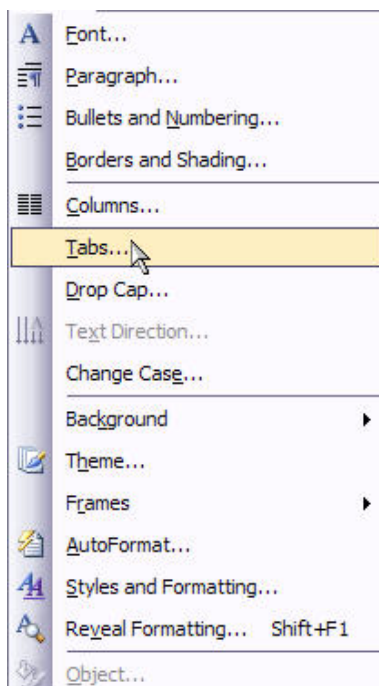 Font...
Paragraph...
Bullets and Numbering...
Borders and Shading...
Columns...
Tabs...
Drop Cap...
Text Direction...
Change Case...
Background
Theme...
Frames
AutoFormat...
Styles and Formatting...
Reveal Formatting... Shift+F1
Object...